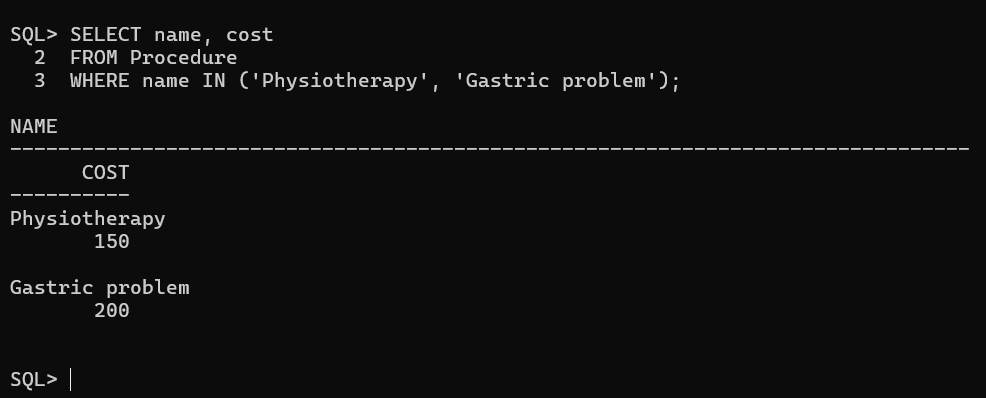 SQL> SELECT name, cost
  2  FROM Procedure
  3  WHERE name IN ('Physiotherapy', 'Gastric problem');

NAME
--------------------------------------------------------------------------------
      COST
----------
Physiotherapy
       150

Gastric problem
       200


SQL>